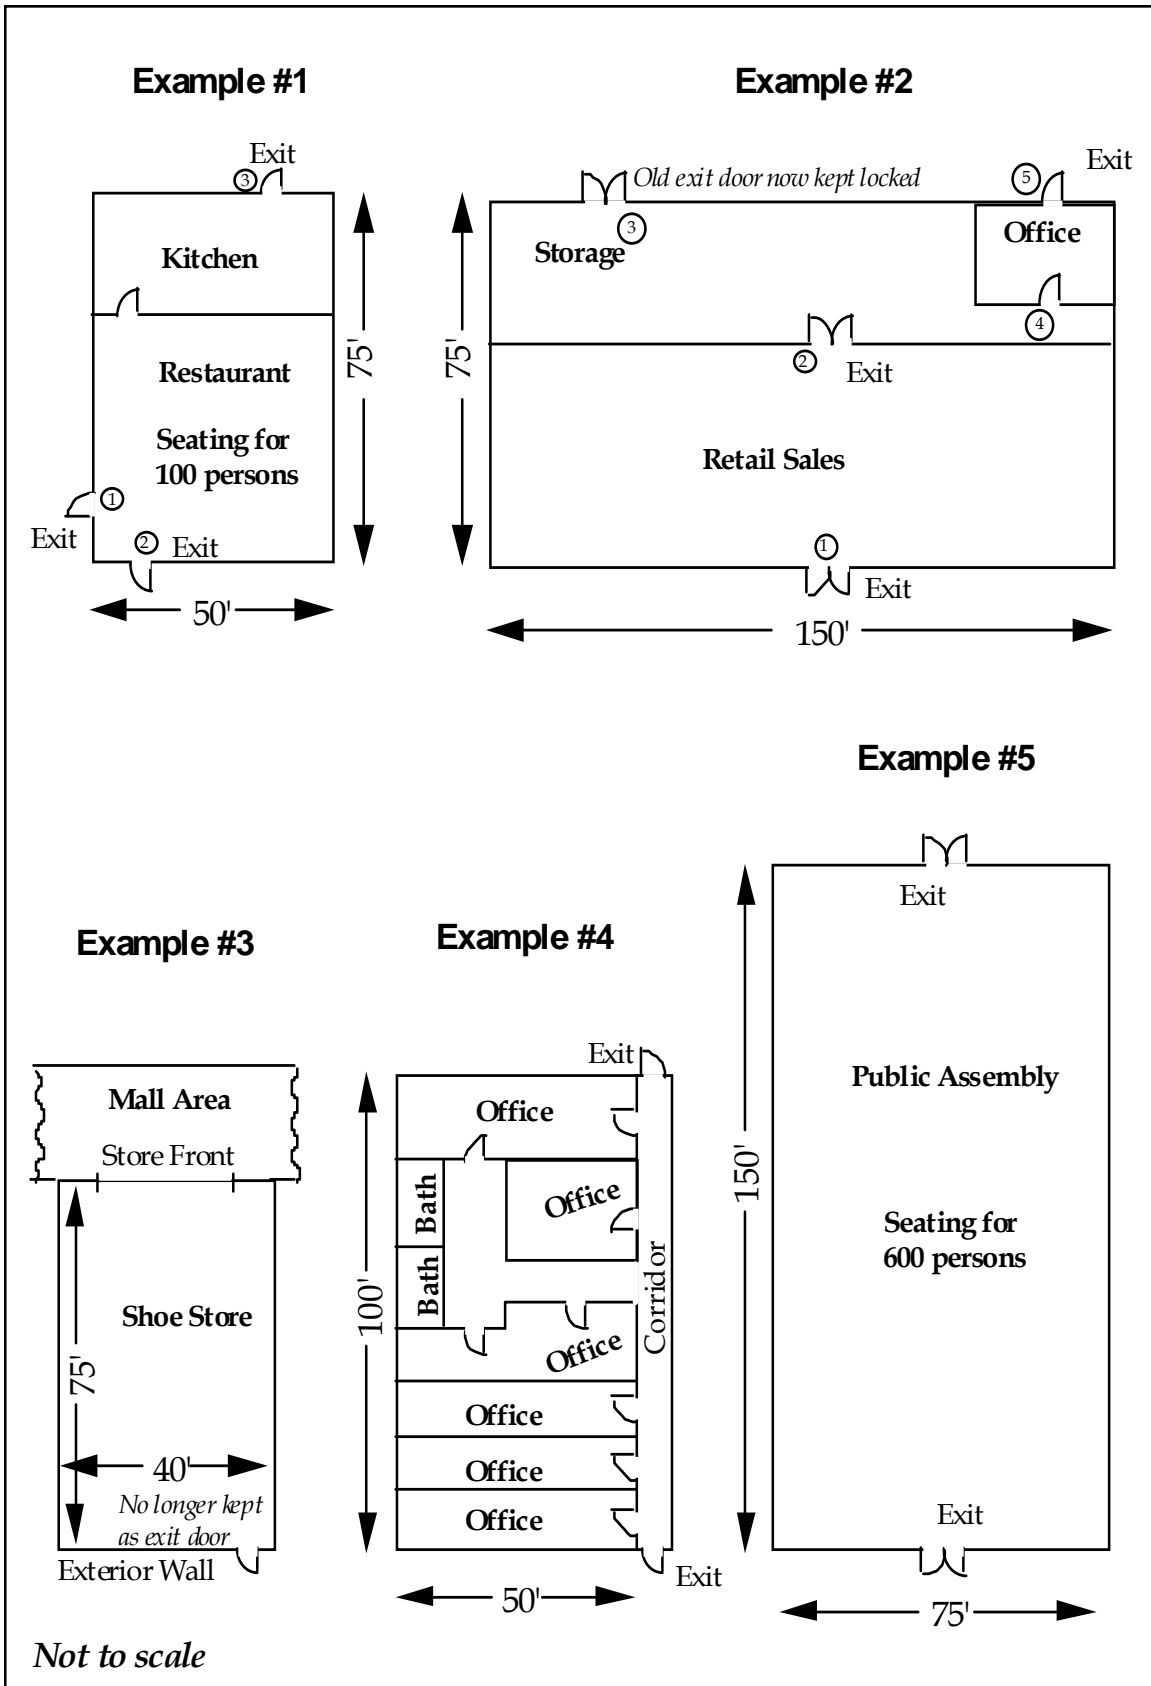 Example #1
Exit
3
Kitchen
Restaurant
Seating for
100 persons
1
Exit
2
Exit
75'
50'
Example #2
Old exit door now kept locked
3
Storage
5
Exit
Office
4
2
Exit
Retail Sales
1
Exit
75'
150'
Example #3
Mall Area
Store Front
Shoe Store
75'
40'
No longer kept
as exit door
Exterior Wall
Example #4
Exit
Office
Bath
Office
Bath
Corridor
Office
Office
Office
Office
Exit
100'
50'
Example #5
Exit
Public Assembly
Seating for
600 persons
Exit
150'
75'
Not to scale